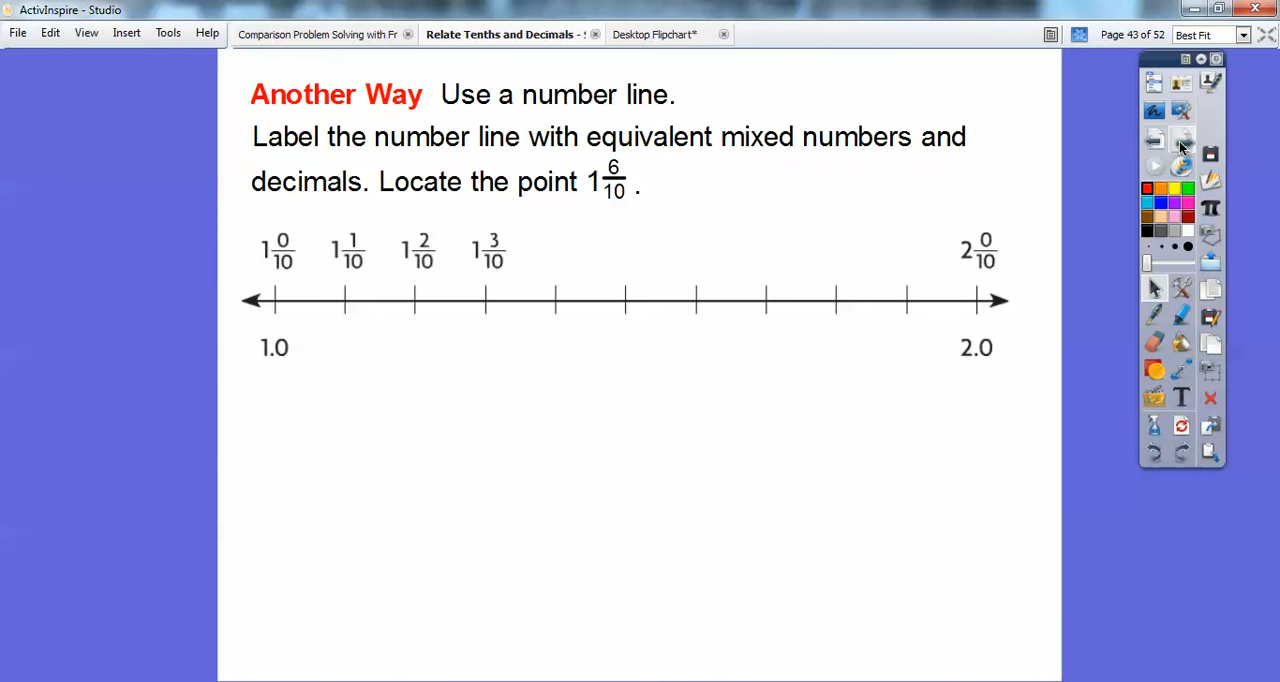 ActivInspire - Studio
File Edit View Insert Tools Help
Comparison Problem Solving with Fr Relate Tenths and Decimals - Desktop Flipchart* Page 43 of 52 Best Fit
Another Way Use a number line.
Label the number line with equivalent mixed numbers and
decimals. Locate the point 1 6/10 .
1 0/10 1 1/10 1 2/10 1 3/10 2 0/10
1.0 2.0
T